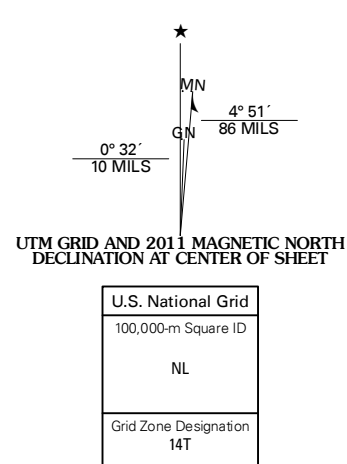 ★
MN
4° 51´
86 MILS
GN
0° 32´
10 MILS
UTM GRID AND 2011 MAGNETIC NORTH
DECLINATION AT CENTER OF SHEET
U.S. National Grid
100,000-m Square ID
NL
Grid Zone Designation
14T